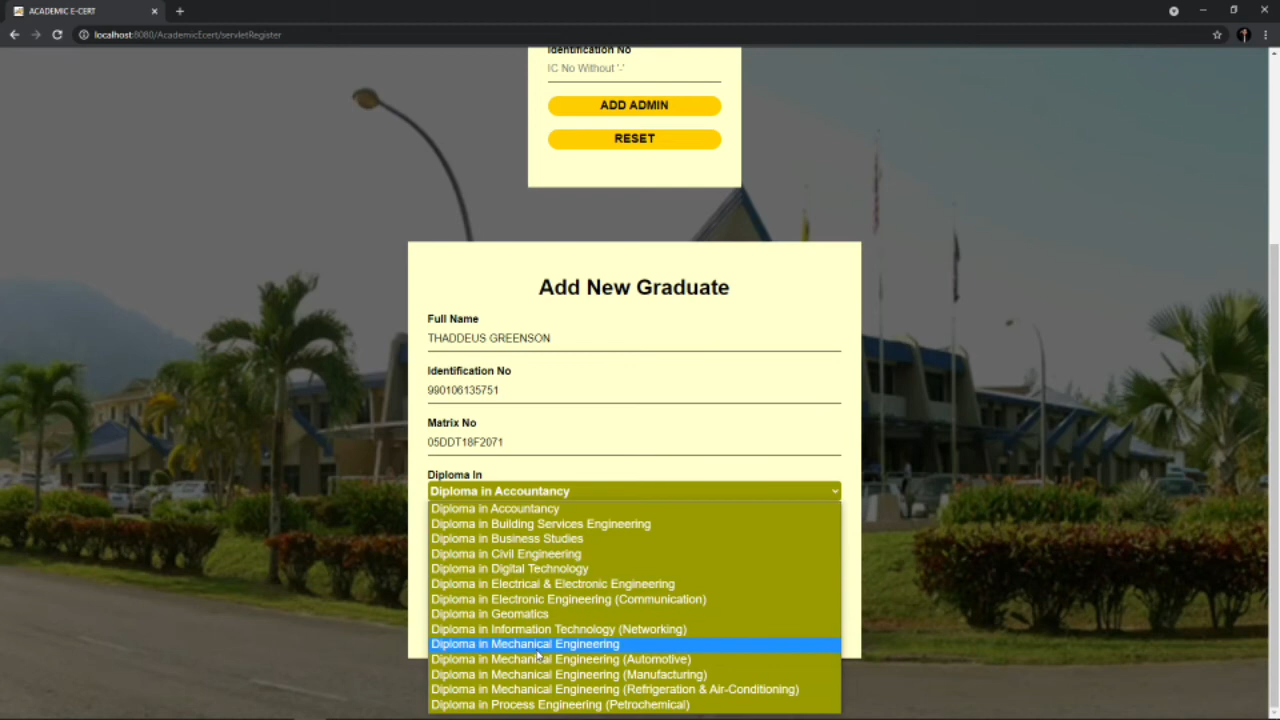 ACADEMIC E-CERT
localhost:8080/AcademicEcert/servletRegister
Identification No
IC No Without '-'
ADD ADMIN
RESET
Add New Graduate
Full Name
THADDEUS GREENSON
Identification No
990106135751
Matrix No
05DDT18F2071
Diploma In
Diploma in Accountancy
Diploma in Accountancy
Diploma in Building Services Engineering
Diploma in Business Studies
Diploma in Civil Engineering
Diploma in Digital Technology
Diploma in Electrical & Electronic Engineering
Diploma in Electronic Engineering (Communication)
Diploma in Geomatics
Diploma in Information Technology (Networking)
Diploma in Mechanical Engineering
Diploma in Mechanical Engineering (Automotive)
Diploma in Mechanical Engineering (Manufacturing)
Diploma in Mechanical Engineering (Refrigeration & Air-Conditioning)
Diploma in Process Engineering (Petrochemical)